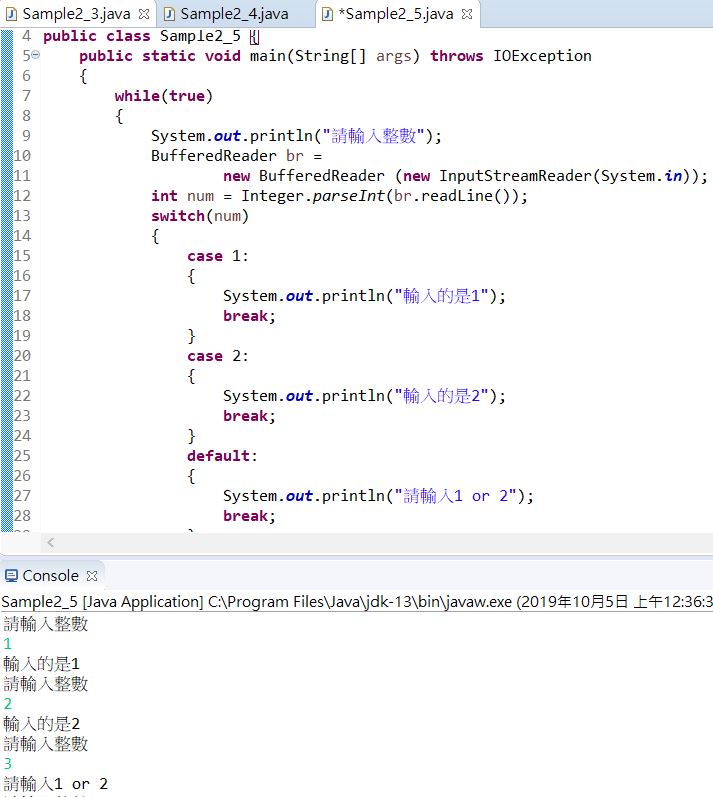 Sample2_3.java Sample2_4.java *Sample2_5.java
4 public class Sample2_5 {
5 public static void main(String[] args) throws IOException
6 {
7 while(true)
8 {
9 System.out.println("請輸入整數");
10 BufferedReader br =
11 new BufferedReader (new InputStreamReader(System.in));
12 int num = Integer.parseInt(br.readLine());
13 switch(num)
14 {
15 case 1:
16 {
17 System.out.println("輸入的是1");
18 break;
19 }
20 case 2:
21 {
22 System.out.println("輸入的是2");
23 break;
24 }
25 default:
26 {
27 System.out.println("請輸入1 or 2");
28 break;
Console
Sample2_5 [Java Application] C:\Program Files\Java\jdk-13\bin\javaw.exe (2019年10月5日 上午12:36:3
請輸入整數
1
輸入的是1
請輸入整數
2
輸入的是2
請輸入整數
3
請輸入1 or 2